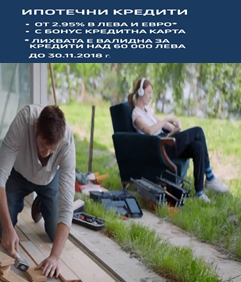 ИПОТЕЧНИ КРЕДИТИ
• ОТ 2.95% В ЛЕВА И ЕВРО*
• С БОНУС КРЕДИТНА КАРТА
* ЛИХВАТА Е ВАЛИДНА ЗА
КРЕДИТИ НАД 60 000 ЛЕВА
ДО 30.11.2018 г.